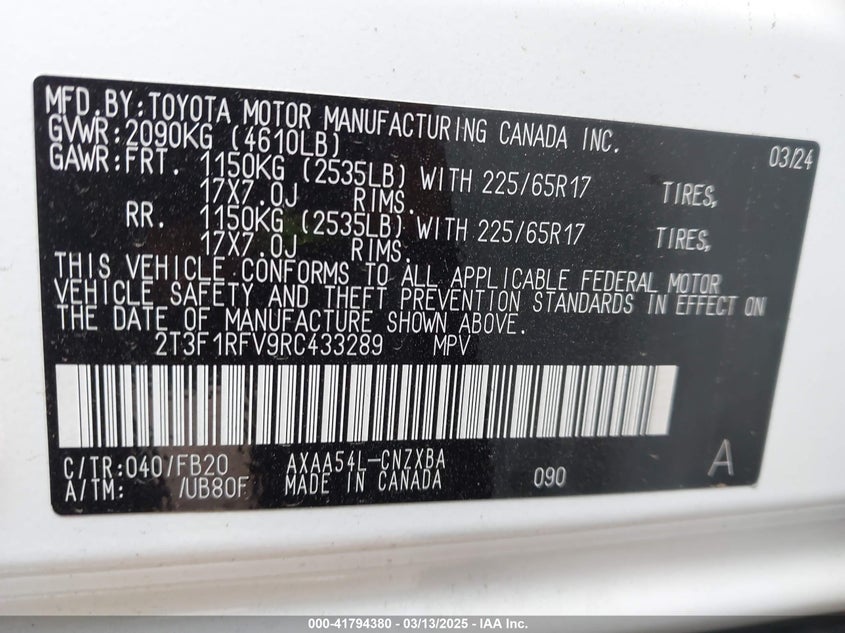 MFD.BY:TOYOTA MOTOR MANUFACTURING CANADA INC.
GVWR:2090KG (4610LB) 03/24
GAWR:FRT. 1150KG (2535LB) WITH 225/65R17 TIRES,
17X7.0J RIMS.
RR. 1150KG (2535LB) WITH 225/65R17 TIRES,
17X7.0J RIMS.
THIS VEHICLE CONFORMS TO ALL APPLICABLE FEDERAL MOTOR
VEHICLE SAFETY AND THEFT PREVENTION STANDARDS IN EFFECT ON
THE DATE OF MANUFACTURE SHOWN ABOVE.
2T3F1RFV9RC433289 MPV
C/TR:040/FB20 AXAA54L-CNZXBA A
A/TM: /UB80F MADE IN CANADA 090
000-41794380 / 03/13/2025 - IAA Inc.